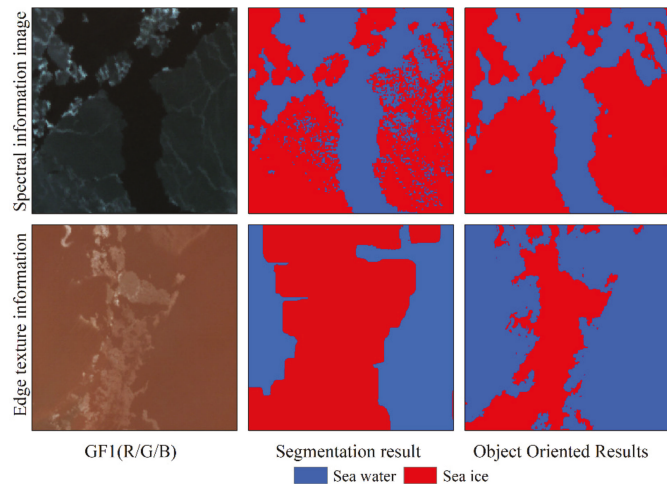 Spectral information image
Edge texture information
GF1(R/G/B)
Segmentation result
Object Oriented Results
Sea water
Sea ice